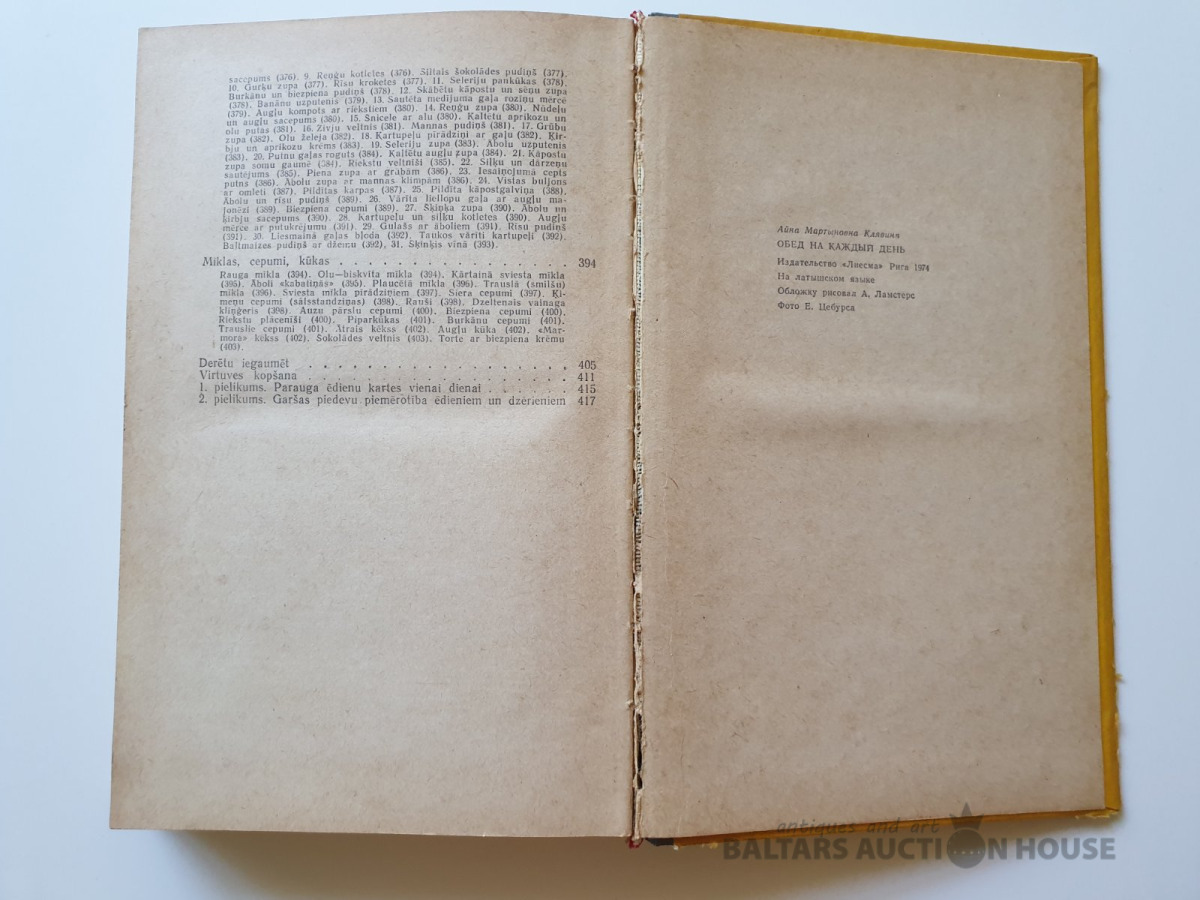 sacepums (376). 9. Reņģu kotletes (376). Siltais šokolādes pudiņš (377).
10. Gurķu zupa (377). Rīsu kroketes (377). 11. Seleriju pankūkas (378).
Burkānu un biezpiena pudiņš (378). 12. Skābētu kāpostu un sēņu zupa
(378). Banānu uzputenis (379). 13. Sautēta medījuma gaļa roziņu mērcē
(379). Augļu kompots ar riekstiem (380). 14. Reņģu zupa (380). Nūdeļu
un augļu sacepums (380). 15. Šnicele ar alu (380). Kaltētu aprikozu un
olu putas (381). 16. Zivju veltnis (381). Mannas pudiņš (381). 17. Grūbu
zupa (382). Olu želeja (382). 18. Kartupeļu pīrādziņi ar gaļu (382). Ķir-
bju un aprikozu krēms (383). 19. Seleriju zupa (383). Ābolu uzputenis
(383). 20. Putnu gaļas roguts (384). Kaltētu augļu zupa (384). 21. Kāpostu
zupa somu gaumē (384). Riekstu veltnīši (385). 22. Siļķu un dārzeņu
sautējums (385). Piena zupa ar grūbām (386). 23. Iesaiņojumā cepts
putns (386). Ābolu zupa ar mannas klimpām (386). 24. Vistas buljons
ar omleti (387). Pildītas karpas (387). 25. Pildīta kāpostgalviņa (388).
Ābolu un rīsu pudiņš (389). 26. Vārīta liellopu gaļa ar augļu ma-
jonēzi (389). Biezpiena cepumi (389). 27. Šķiņķa zupa (390). Ābolu un
ķirbju sacepums (390). 28. Kartupeļu un siļķu kotletes (390). Augļu
mērce ar putukrējumu (391). 29. Gulašs ar āboliem (391). Rīsu pudiņš
(391). 30. Liesmainā gaļas bļoda (392). Taukos vārīti kartupeļi (392).
Baltmaizes pudiņš ar džemu (392). 31. Šķiņķis vīnā (393).
Mīklas, cepumi, kūkas . . . . . . . . . . . . . . . . . 394
Rauga mīkla (394). Olu—biskvīta mīkla (394). Kārtainā sviesta mīkla
(395). Āboli «kabatiņās» (395). Plaucētā mīkla (396). Trauslā (smilšu)
mīkla (396). Sviesta mīkla pīrādziņiem (397). Siera cepumi (397). Ķi-
meņu cepumi (sālsstandziņas) (398). Rauši (398). Dzeltenais vainaga
kliņģeris (398). Auzu pārslu cepumi (400). Biezpiena cepumi (400).
Riekstu plācenīši (400). Piparkūkas (401). Burkānu cepumi (401).
Trauslie cepumi (401). Ātrais kēkss (402). Augļu kūka (402). «Mar-
mora» kēkss (402). Šokolādes veltnis (403). Torte ar biezpiena krēmu
(403).
Derētu iegaumēt . . . . . . . . . . . . . . . . . . . . 405
Virtuves kopšana . . . . . . . . . . . . . . . . . . . . 411
1. pielikums. Parauga ēdienu kartes vienai dienai . . . . . . 415
2. pielikums. Garšas piedevu piemērotība ēdieniem un dzērieniem 417
Айна Мартыновна Клявиня
ОБЕД НА КАЖДЫЙ ДЕНЬ
Издательство «Лиесма» Рига 1974
На латышском языке
Обложку рисовал А. Ламстерс
Фото Е. Цебурса
antiques and art
BALTARS AUCTION HOUSE